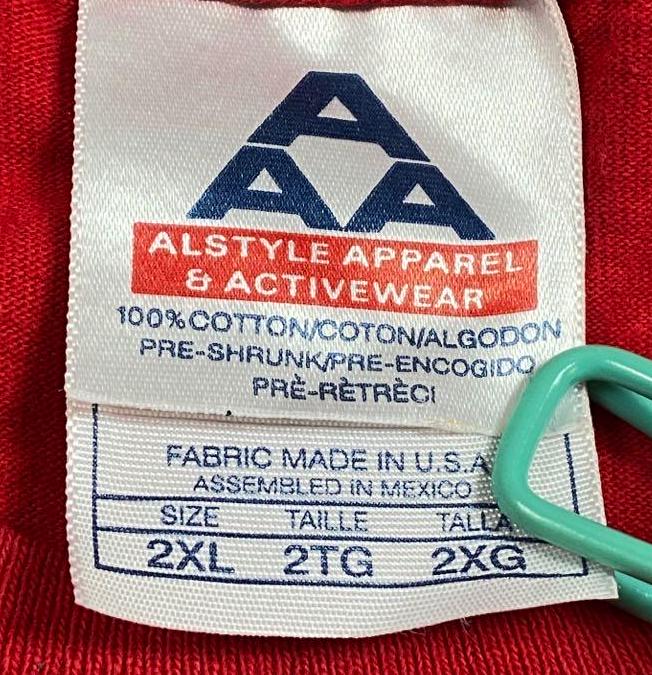 A
AA
ALSTYLE APPAREL
& ACTIVEWEAR
100% COTTON/COTON/ALGODON
PRE-SHRUNK/PRE-ENCOGIDO
PRÈ-RÈTRÈCI
FABRIC MADE IN U.S.A
ASSEMBLED IN MEXICO
SIZE TAILLE TALLA
2XL 2TG 2XG